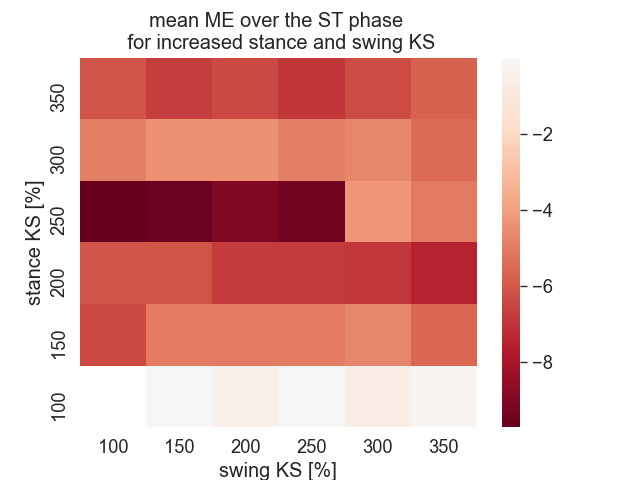 mean ME over the ST phase
for increased stance and swing KS
stance KS [%]
350
300
250
200
150
100
100 150 200 250 300 350
swing KS [%]
−2
−4
−6
−8